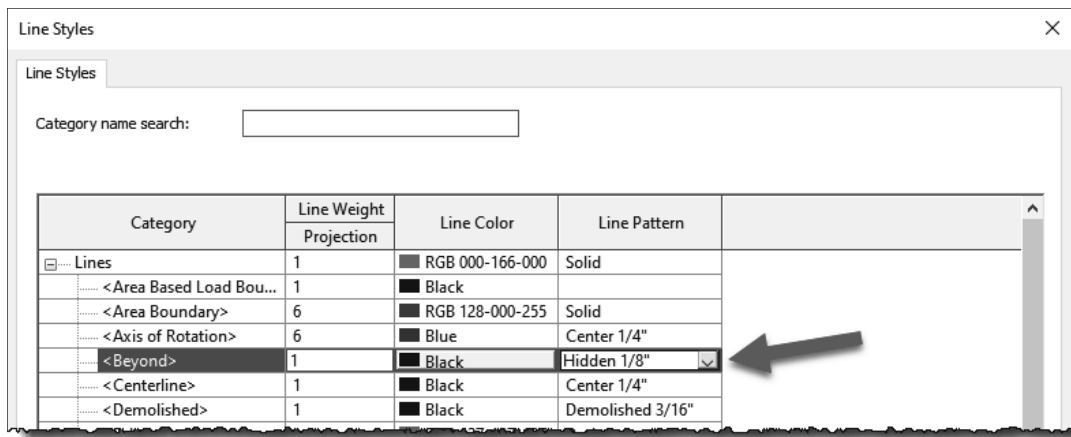 Line Styles
Line Styles
Category name search:
Category Line Weight Line Color Line Pattern
Projection
Lines 1 RGB 000-166-000 Solid
<Area Based Load Bou... 1 Black
<Area Boundary> 6 RGB 128-000-255 Solid
<Axis of Rotation> 6 Blue Center 1/4"
<Beyond> 1 Black Hidden 1/8"
<Centerline> 1 Black Center 1/4"
<Demolished> 1 Black Demolished 3/16"